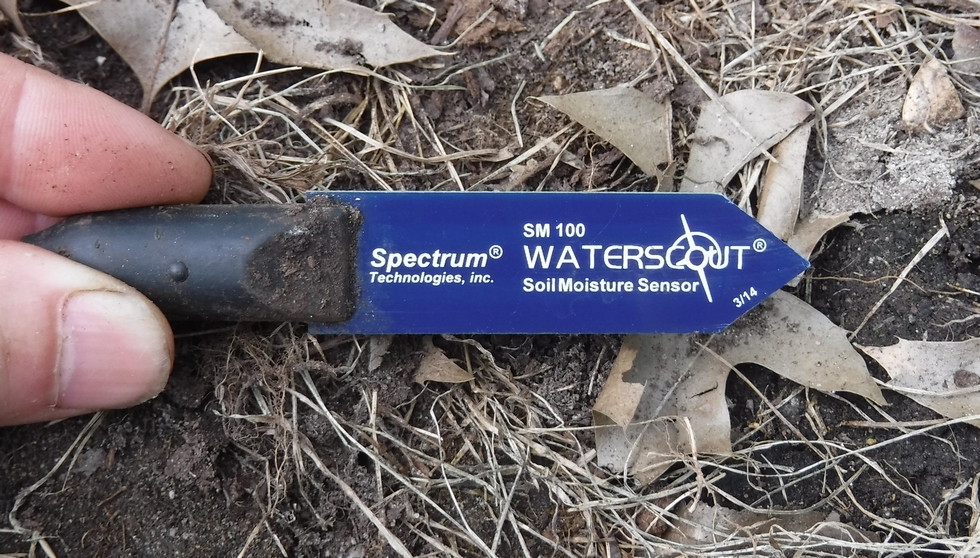 Spectrum®
Technologies, inc.
SM 100
WATERSCOUT®
Soil Moisture Sensor
3/14